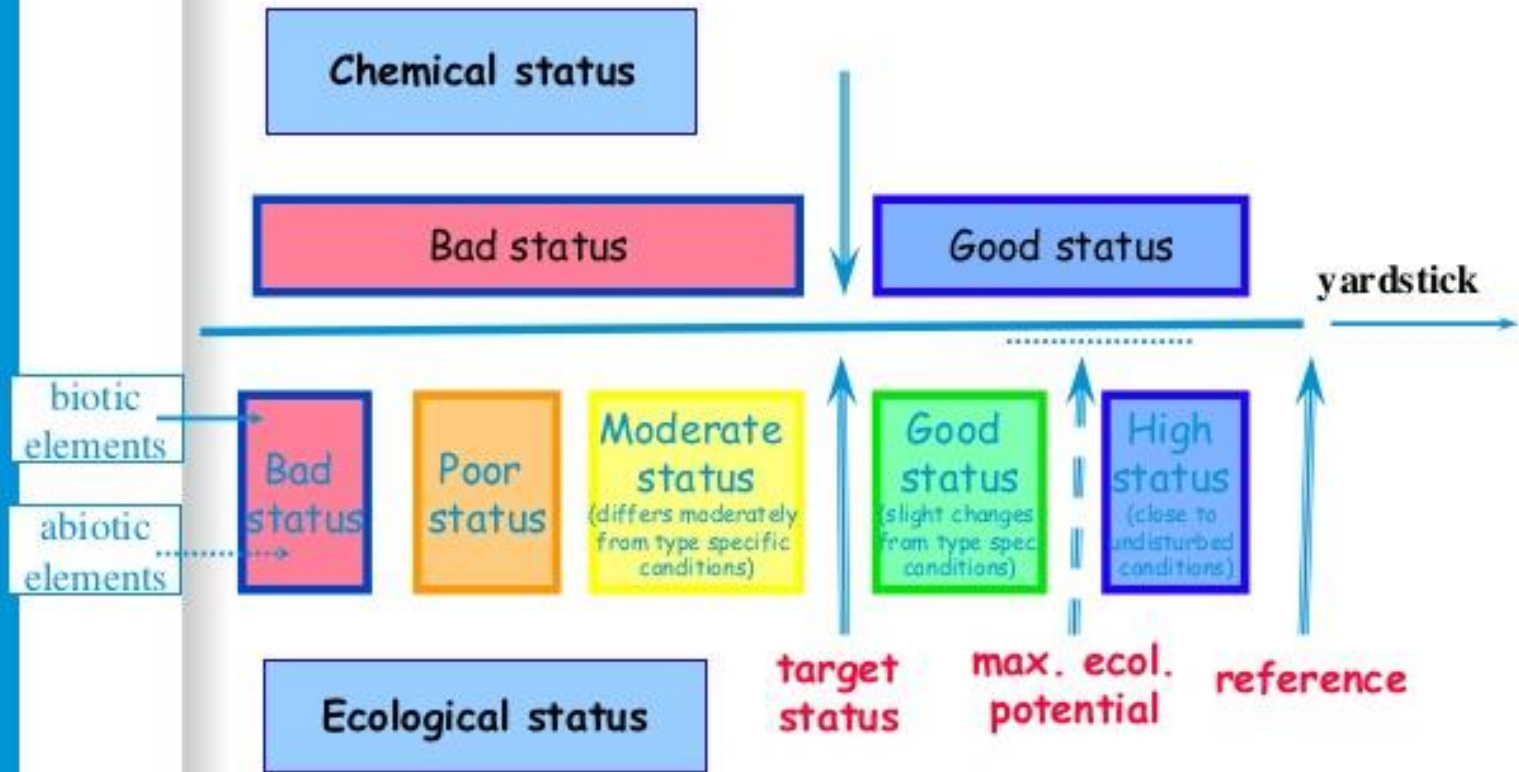 Chemical status
Bad status
Good status
yardstick
biotic
elements
abiotic
elements
Bad
status
Poor
status
Moderate
status
(differs moderately
from type specific
conditions)
Good
status
(slight changes
from type spec
conditions)
High
status
(close to
undisturbed
conditions)
target
status
max. ecol.
potential
reference
Ecological status